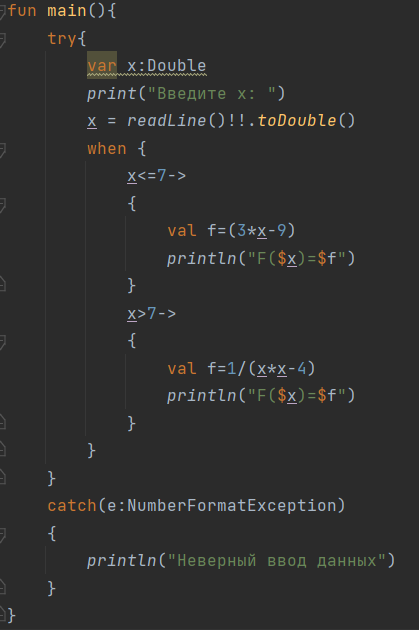 fun main(){
try{
var x:Double
print("Введите x: ")
x = readLine()!!.toDouble()
when {
x<=7->
{
val f=(3*x-9)
println("F($x)=$f")
}
x>7->
{
val f=1/(x*x-4)
println("F($x)=$f")
}
}
}
catch(e:NumberFormatException)
{
println("Неверный ввод данных")
}
}